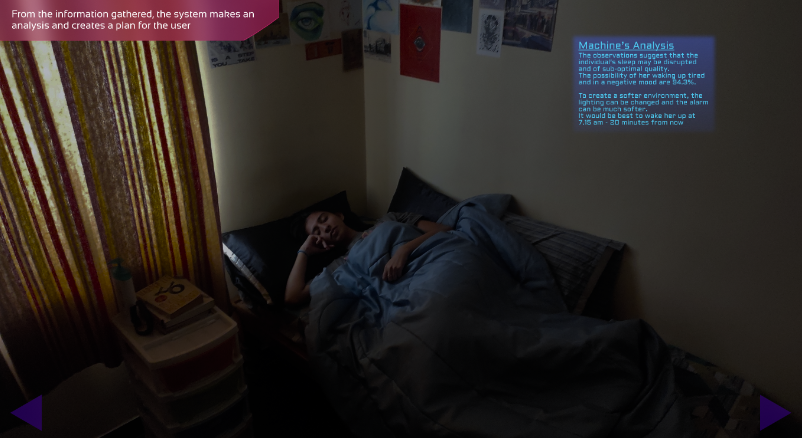 From the information gathered, the system makes an
analysis and creates a plan for the user
Machine's Analysis
The observations suggest that the
individual's sleep may be disrupted
and of sub-optimal quality.
The possibility of her waking up tired
and in a negetive mood are 94.3%.
To create a softer environment, the
lighting can be changed and the alarm
can be much softer.
It would be best to wake her up at
7.15 am - 20 minutes from now